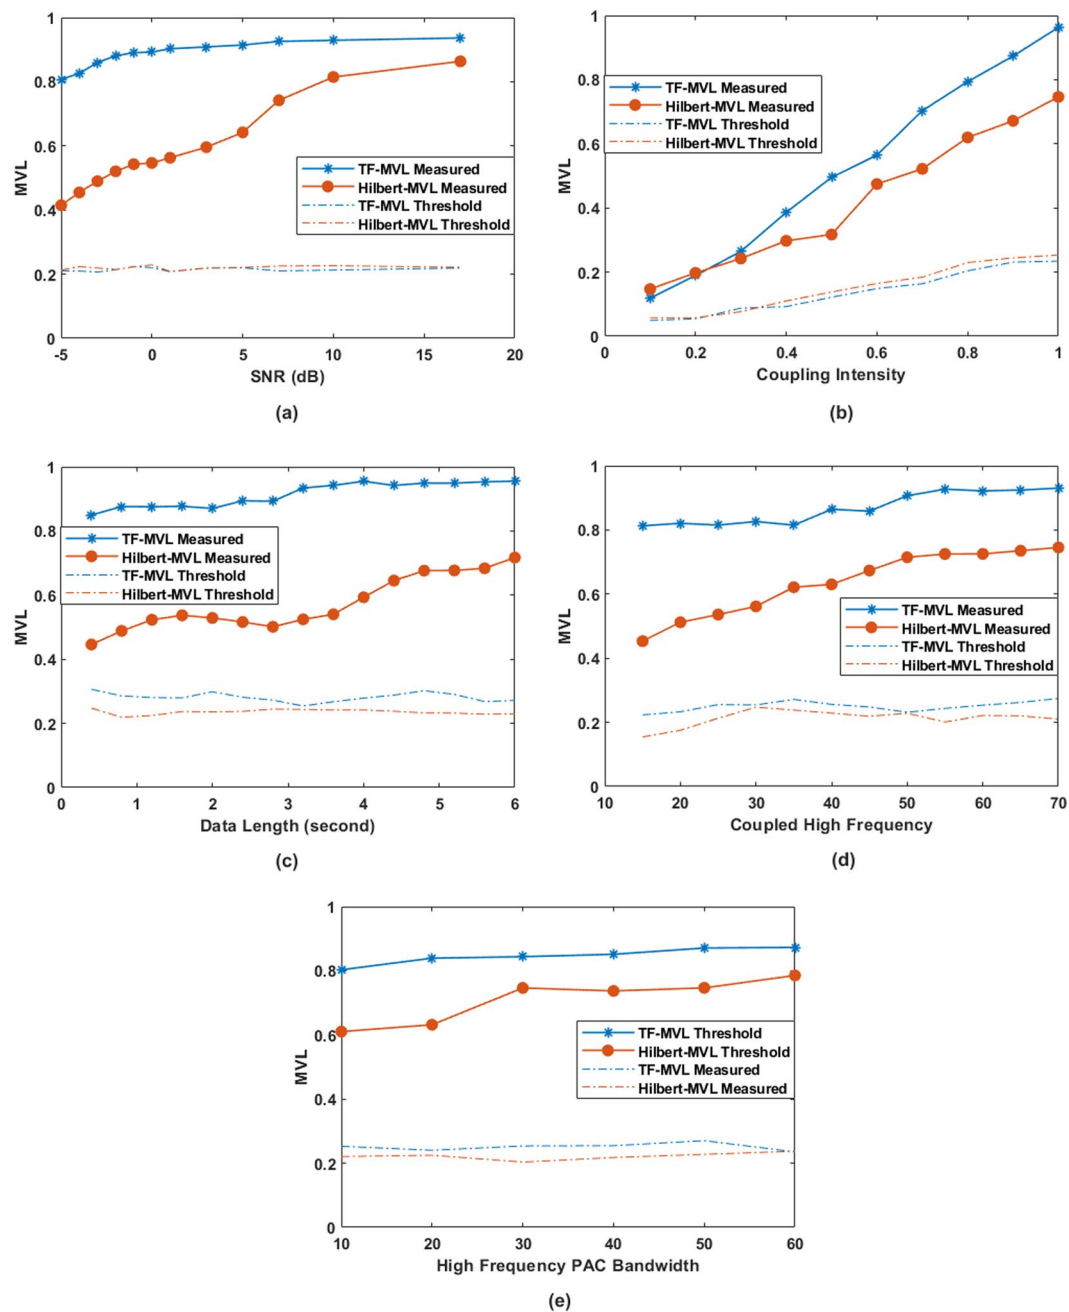 1
0.8
0.6
0.4
0.2
0
MVL
TF-MVL Measured
Hilbert-MVL Measured
TF-MVL Threshold
Hilbert-MVL Threshold
-5 0 5 10 15 20
SNR (dB)
(a)
1
0.8
0.6
0.4
0.2
0
MVL
TF-MVL Measured
Hilbert-MVL Measured
TF-MVL Threshold
Hilbert-MVL Threshold
0 0.2 0.4 0.6 0.8 1
Coupling Intensity
(b)
1
0.8
0.6
0.4
0.2
0
MVL
TF-MVL Measured
Hilbert-MVL Measured
TF-MVL Threshold
Hilbert-MVL Threshold
0 1 2 3 4 5 6
Data Length (second)
(c)
1
0.8
0.6
0.4
0.2
0
MVL
TF-MVL Measured
Hilbert-MVL Measured
TF-MVL Threshold
Hilbert-MVL Threshold
10 20 30 40 50 60 70
Coupled High Frequency
(d)
1
0.8
0.6
0.4
0.2
0
MVL
TF-MVL Threshold
Hilbert-MVL Threshold
TF-MVL Measured
Hilbert-MVL Measured
10 20 30 40 50 60
High Frequency PAC Bandwidth
(e)